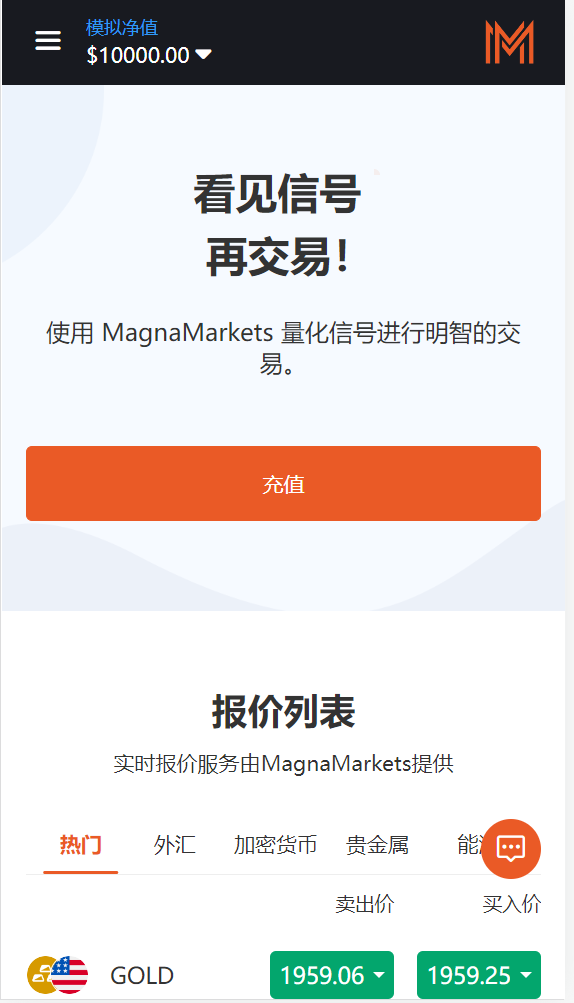 模拟净值
$10000.00
看见信号
再交易！
使用 MagnaMarkets 量化信号进行明智的交
易。
充值
报价列表
实时报价服务由MagnaMarkets提供
热门 外汇 加密货币 贵金属 能
卖出价 买入价
GOLD 1959.06 1959.25